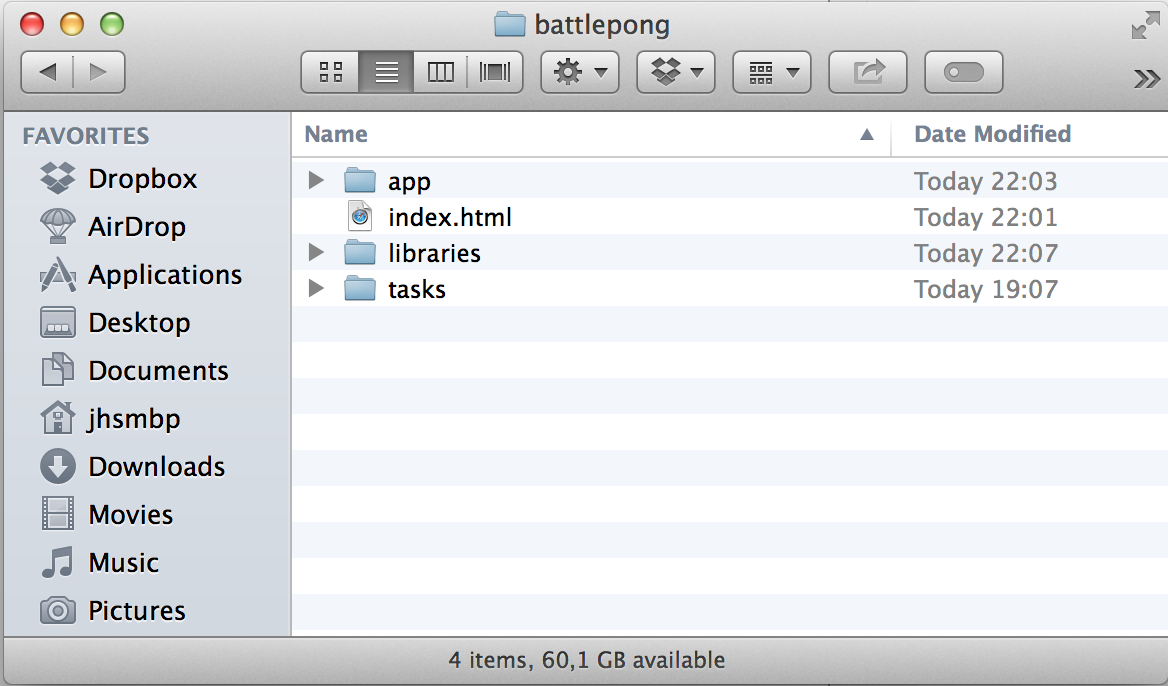 battlepong
FAVORITES
Dropbox
AirDrop
Applications
Desktop
Documents
jhsmbp
Downloads
Movies
Music
Pictures
Name Date Modified
app Today 22:03
index.html Today 22:01
libraries Today 22:07
tasks Today 19:07
4 items, 60,1 GB available